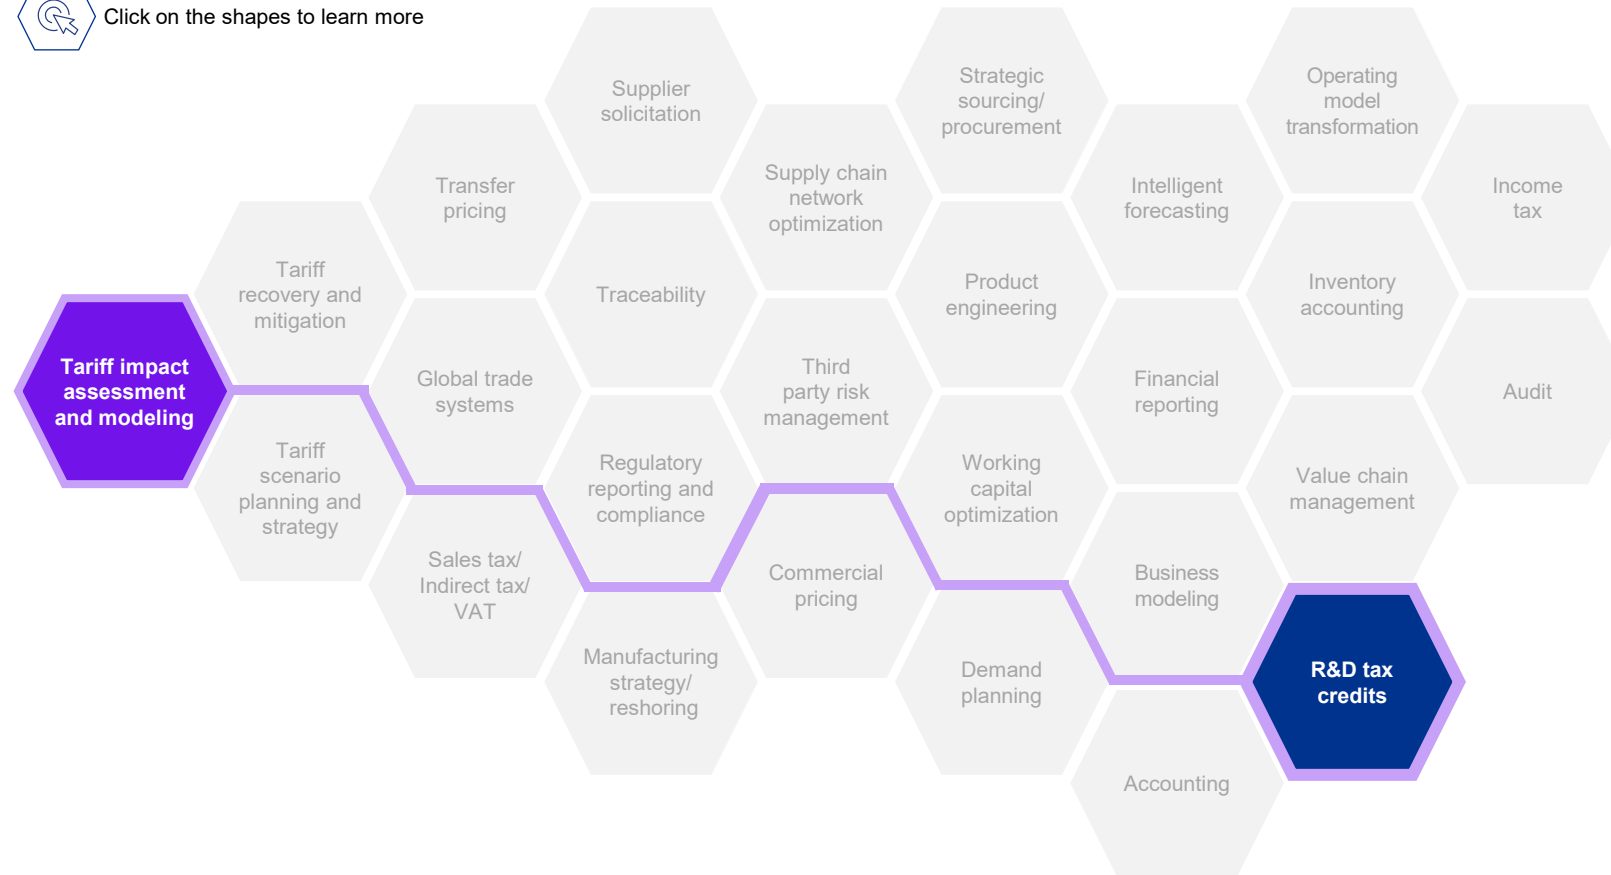 Click on the shapes to learn more
Supplier
solicitation
Strategic
sourcing/
procurement
Operating
model
transformation
Transfer
pricing
Supply chain
network
optimization
Intelligent
forecasting
Income
tax
Tariff
recovery and
mitigation
Traceability
Product
engineering
Inventory
accounting
Tariff impact
assessment
and modeling
Global trade
systems
Third
party risk
management
Financial
reporting
Audit
Tariff
scenario
planning and
strategy
Regulatory
reporting and
compliance
Working
capital
optimization
Value chain
management
Sales tax/
Indirect tax/
VAT
Commercial
pricing
Business
modeling
Manufacturing
strategy/
reshoring
Demand
planning
R&D tax
credits
Accounting